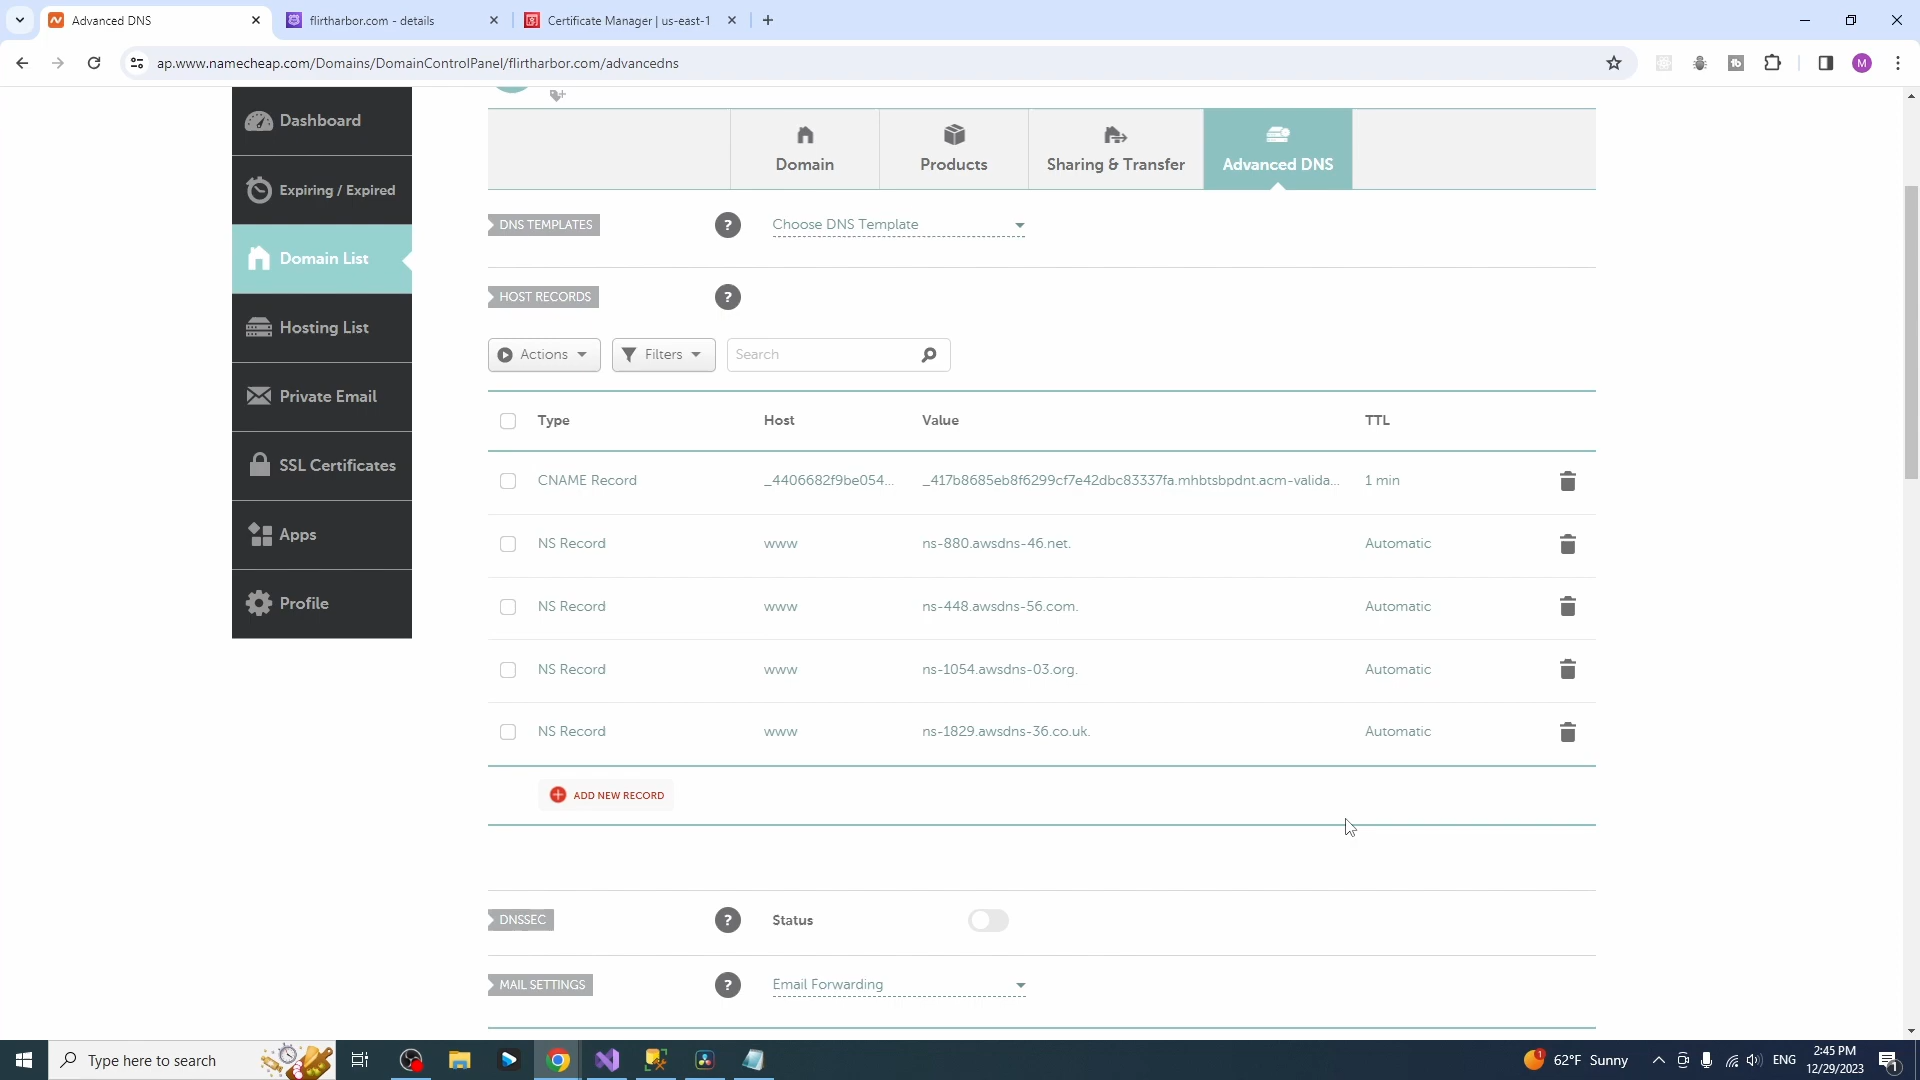 Advanced DNS
flirtharbor.com - details
Certificate Manager | us-east-1
ap.www.namecheap.com/Domains/DomainControlPanel/flirtharbor.com/advancedns
M
Dashboard
Expiring / Expired
Domain List
Hosting List
Private Email
SSL Certificates
Apps
Profile
Domain
Products
Sharing & Transfer
Advanced DNS
DNS TEMPLATES
?
Choose DNS Template
HOST RECORDS
?
Actions
Filters
Search
Type Host Value TTL
CNAME Record _4406682f9be054... _417b8685eb8f6299cf7e42dbc83337fa.mhbtsbpdnt.acm-valida... 1 min
NS Record www ns-880.awsdns-46.net. Automatic
NS Record www ns-448.awsdns-56.com. Automatic
NS Record www ns-1054.awsdns-03.org. Automatic
NS Record www ns-1829.awsdns-36.co.uk. Automatic
ADD NEW RECORD
DNSSEC
?
Status
MAIL SETTINGS
?
Email Forwarding
Type here to search
1
62°F Sunny
ENG
2:45 PM
12/29/2023
1